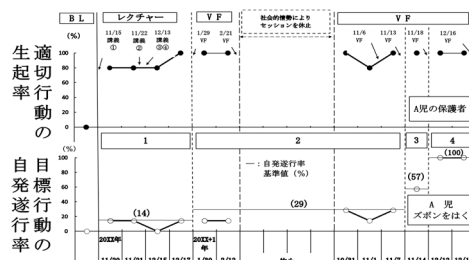 BL
レクチャー
VF
社会的情勢により
セッションを休止
VF
(%)
11/15
講義
①
11/22
講義
②
12/13
講義
③④
1/29
VF
2/21
VF
11/6
VF
11/13
VF
11/18
VF
12/16
VF
適切行動の
生起率
100
80
60
40
20
0
A児の保護者
(%)
1
2
3
4
目標行動の
自発遂行率
100
80
60
40
20
0
—：自発遂行率
基準値（%）
(14)
(29)
(57)
(100)
A 児
ズボンをはく
20XX年
20XX+1
年